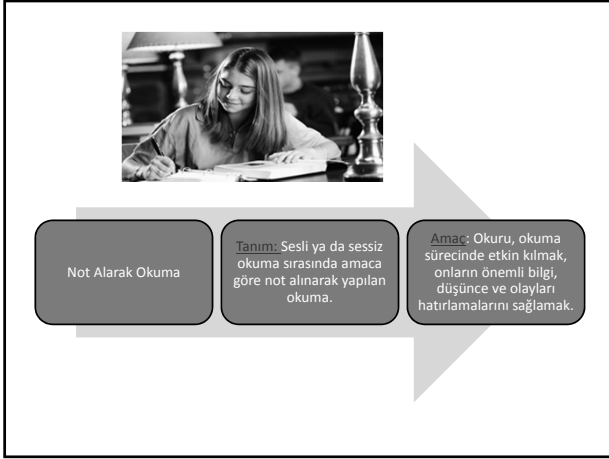 Not Alarak Okuma
Tanım: Sesli ya da sessiz
okuma sırasında amaca
göre not alınarak yapılan
okuma.
Amaç: Okuru, okuma
sürecinde etkin kılmak,
onların önemli bilgi,
düşünce ve olayları
hatırlamalarını sağlamak.